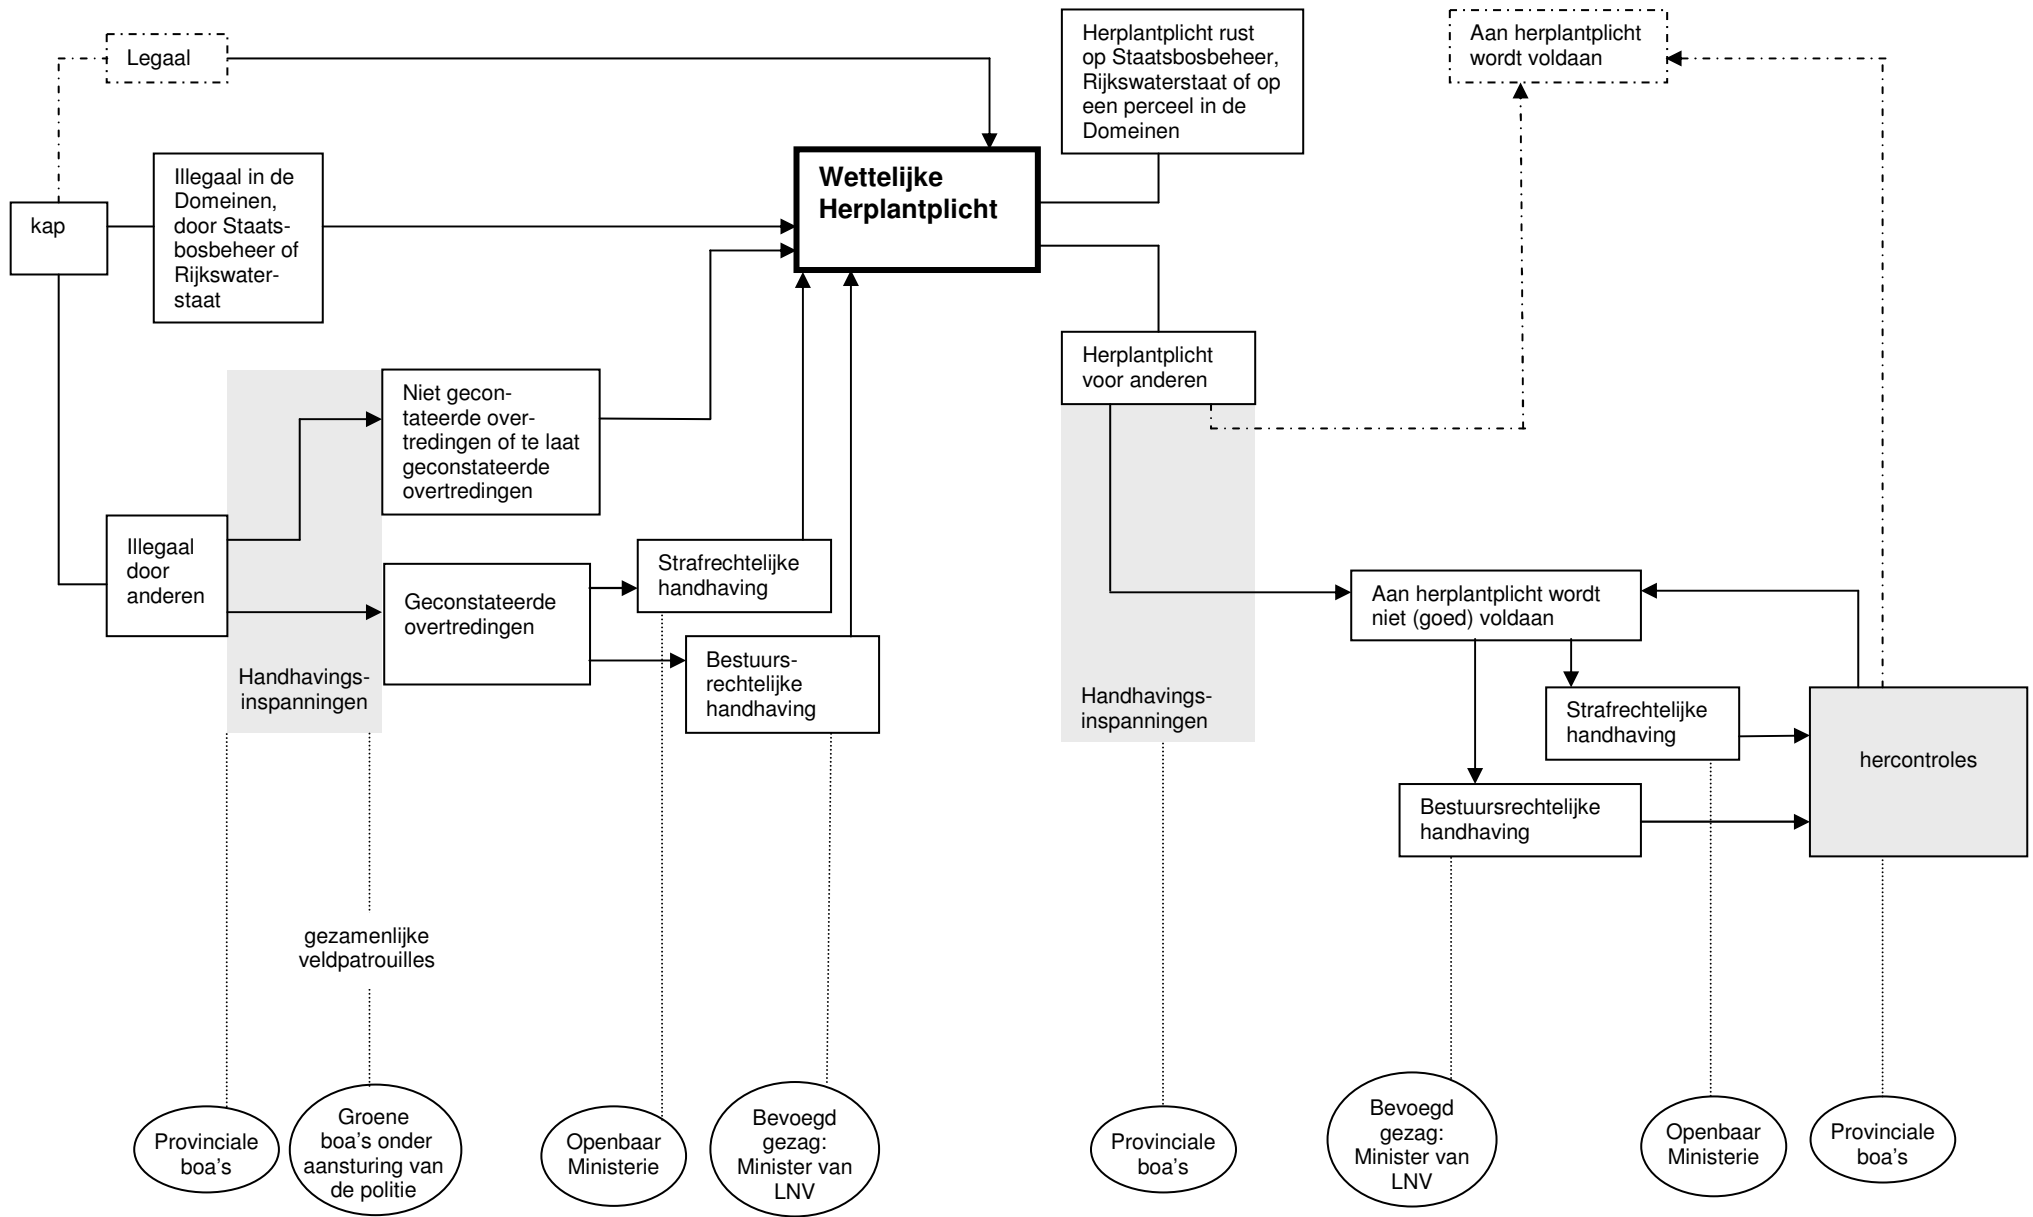 Legaal
Herplantplicht rust
op Staatsbosbeheer,
Rijkswaterstaat of op
een perceel in de
Domeinen
Aan herplantplicht
wordt voldaan
kap
Illegaal in de
Domeinen,
door Staats-
bosbeheer of
Rijkswater-
staat
Wettelijke
Herplantplicht
Herplantplicht
voor anderen
Niet gecon-
tateerde over-
tredingen of te laat
geconstateerde
overtredingen
Illegaal
door
anderen
Geconstateerde
overtredingen
Strafrechtelijke
handhaving
Bestuurs-
rechtelijke
handhaving
Handhavings-
inspanningen
Handhavings-
inspanningen
Aan herplantplicht wordt
niet (goed) voldaan
Strafrechtelijke
handhaving
Bestuursrechtelijke
handhaving
hercontroles
gezamenlijke
veldpatrouilles
Provinciale
boa's
Groene
boa's onder
aansturing van
de politie
Openbaar
Ministerie
Bevoegd
gezag:
Minister van
LNV
Provinciale
boa's
Bevoegd
gezag:
Minister van
LNV
Openbaar
Ministerie
Provinciale
boa's